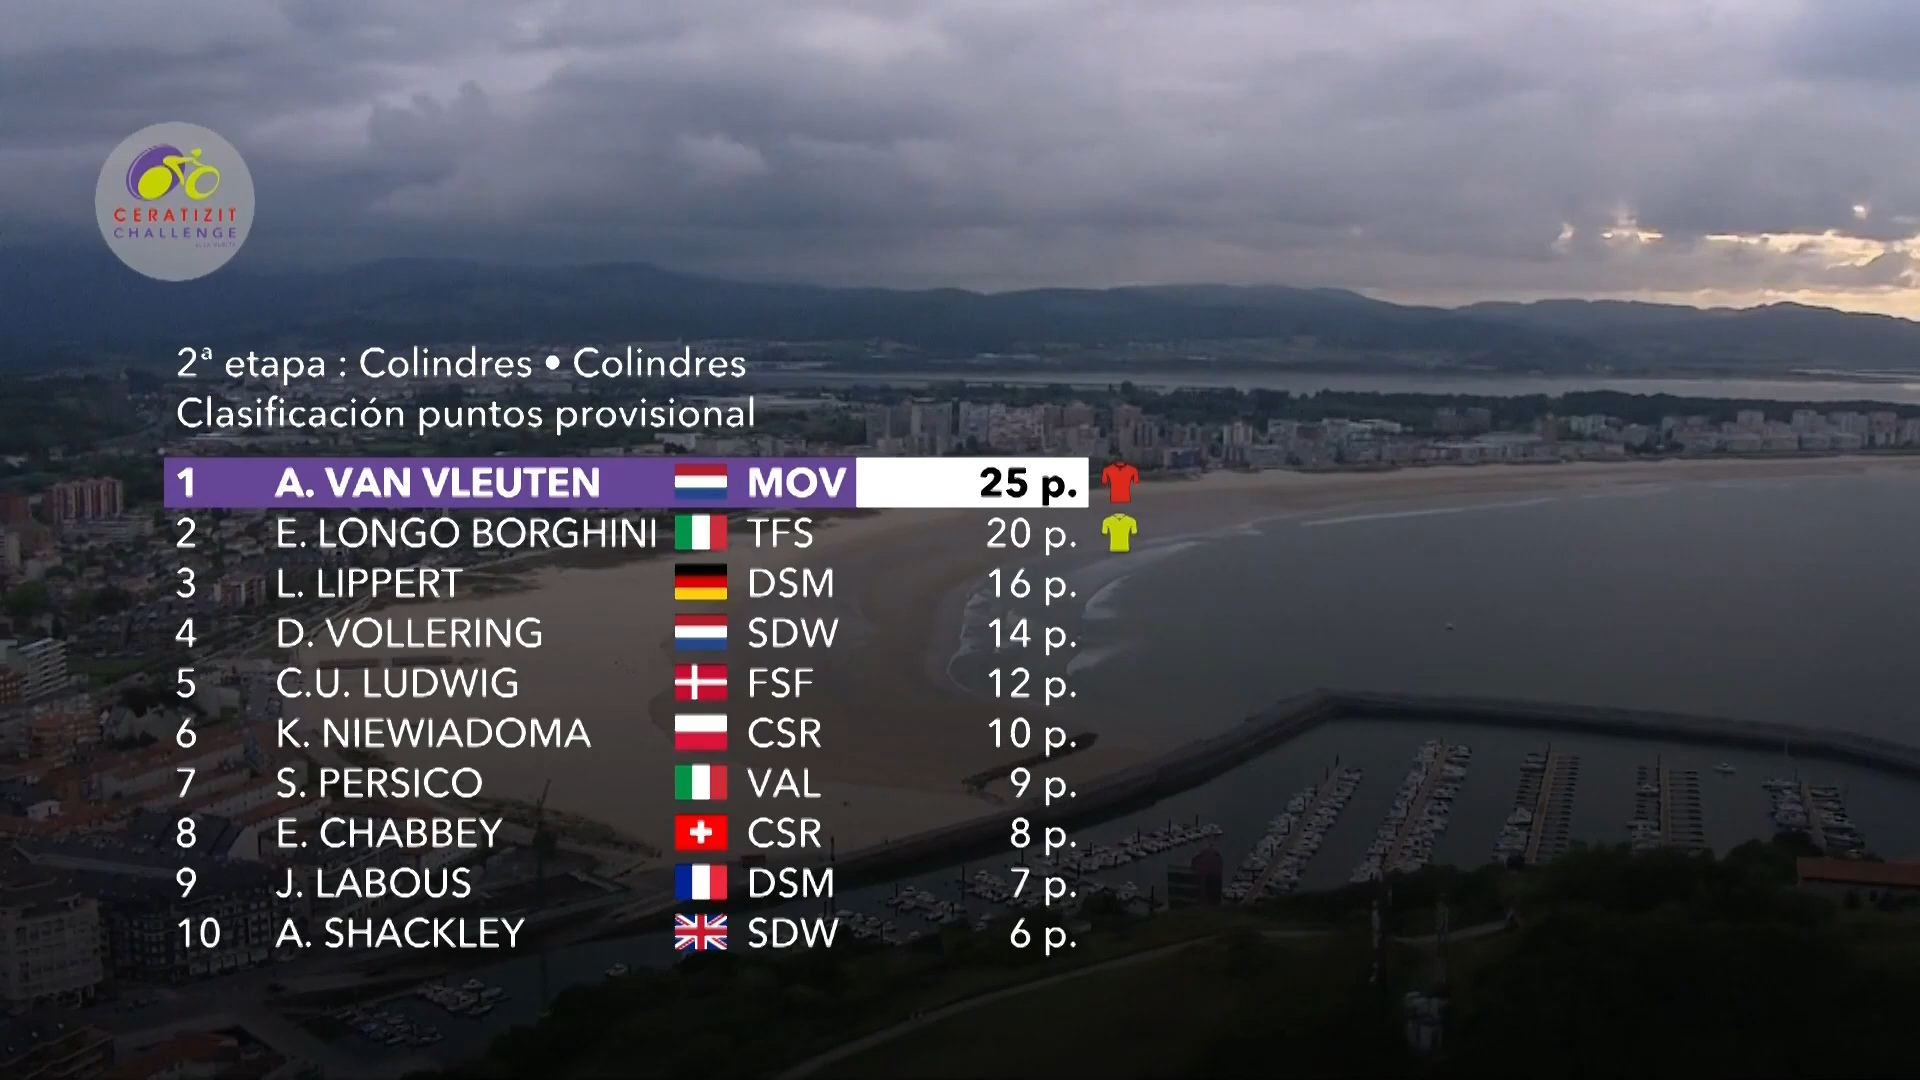 CERATIZIT
CHALLENGE
2ª etapa : Colindres • Colindres
Clasificación puntos provisional
1 A. VAN VLEUTEN MOV 25 p.
2 E. LONGO BORGHINI TFS 20 p.
3 L. LIPPERT DSM 16 p.
4 D. VOLLERING SDW 14 p.
5 C.U. LUDWIG FSF 12 p.
6 K. NIEWIADOMA CSR 10 p.
7 S. PERSICO VAL 9 p.
8 E. CHABBEY CSR 8 p.
9 J. LABOUS DSM 7 p.
10 A. SHACKLEY SDW 6 p.